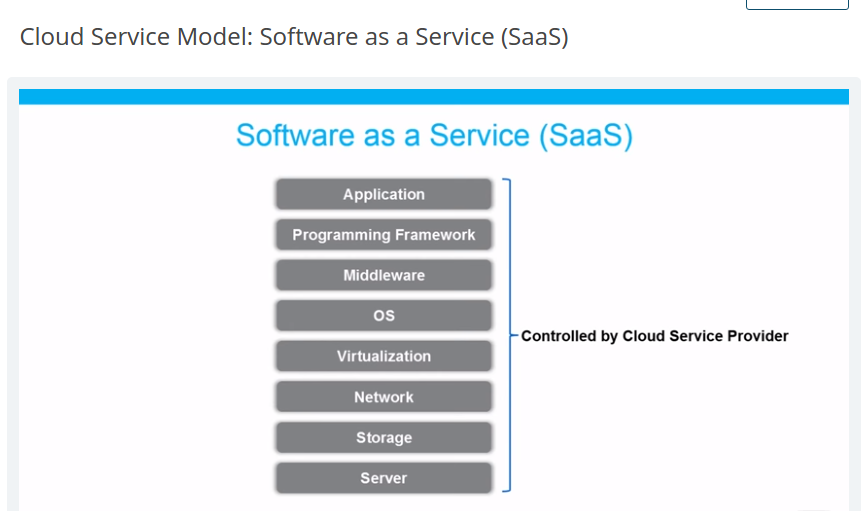 Cloud Service Model: Software as a Service (SaaS)
Software as a Service (SaaS)
Application
Programming Framework
Middleware
OS
Controlled by Cloud Service Provider
Virtualization
Network
Storage
Server